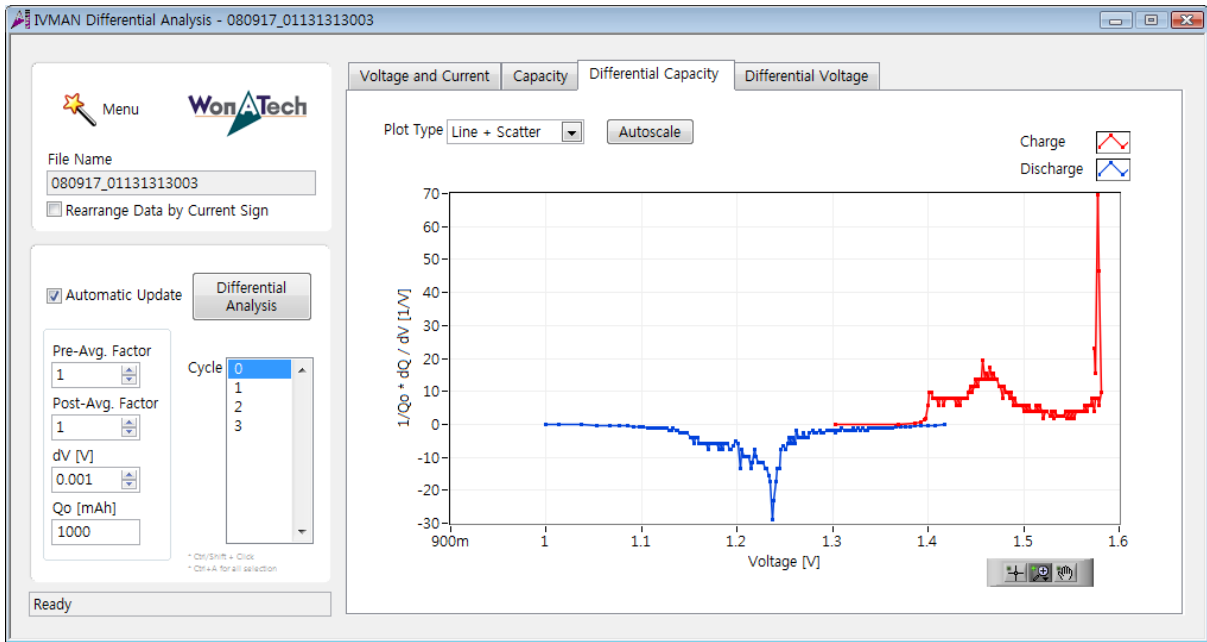 IVMAN Differential Analysis - 080917_01131313003
Menu
WonATech
File Name
080917_01131313003
Rearrange Data by Current Sign
Automatic Update
Differential
Analysis
Pre-Avg. Factor
1
Post-Avg. Factor
1
dV [V]
0.001
Qo [mAh]
1000
Cycle
0
1
2
3
* Ctrl/Shift + Click
* Ctrl+A for all selection
Ready
Voltage and Current
Capacity
Differential Capacity
Differential Voltage
Plot Type
Line + Scatter
Autoscale
Charge
Discharge
1/Qo * dQ / dV [1/V]
70
60
50
40
30
20
10
0
-10
-20
-30
900m
1
1.1
1.2
1.3
1.4
1.5
1.6
Voltage [V]